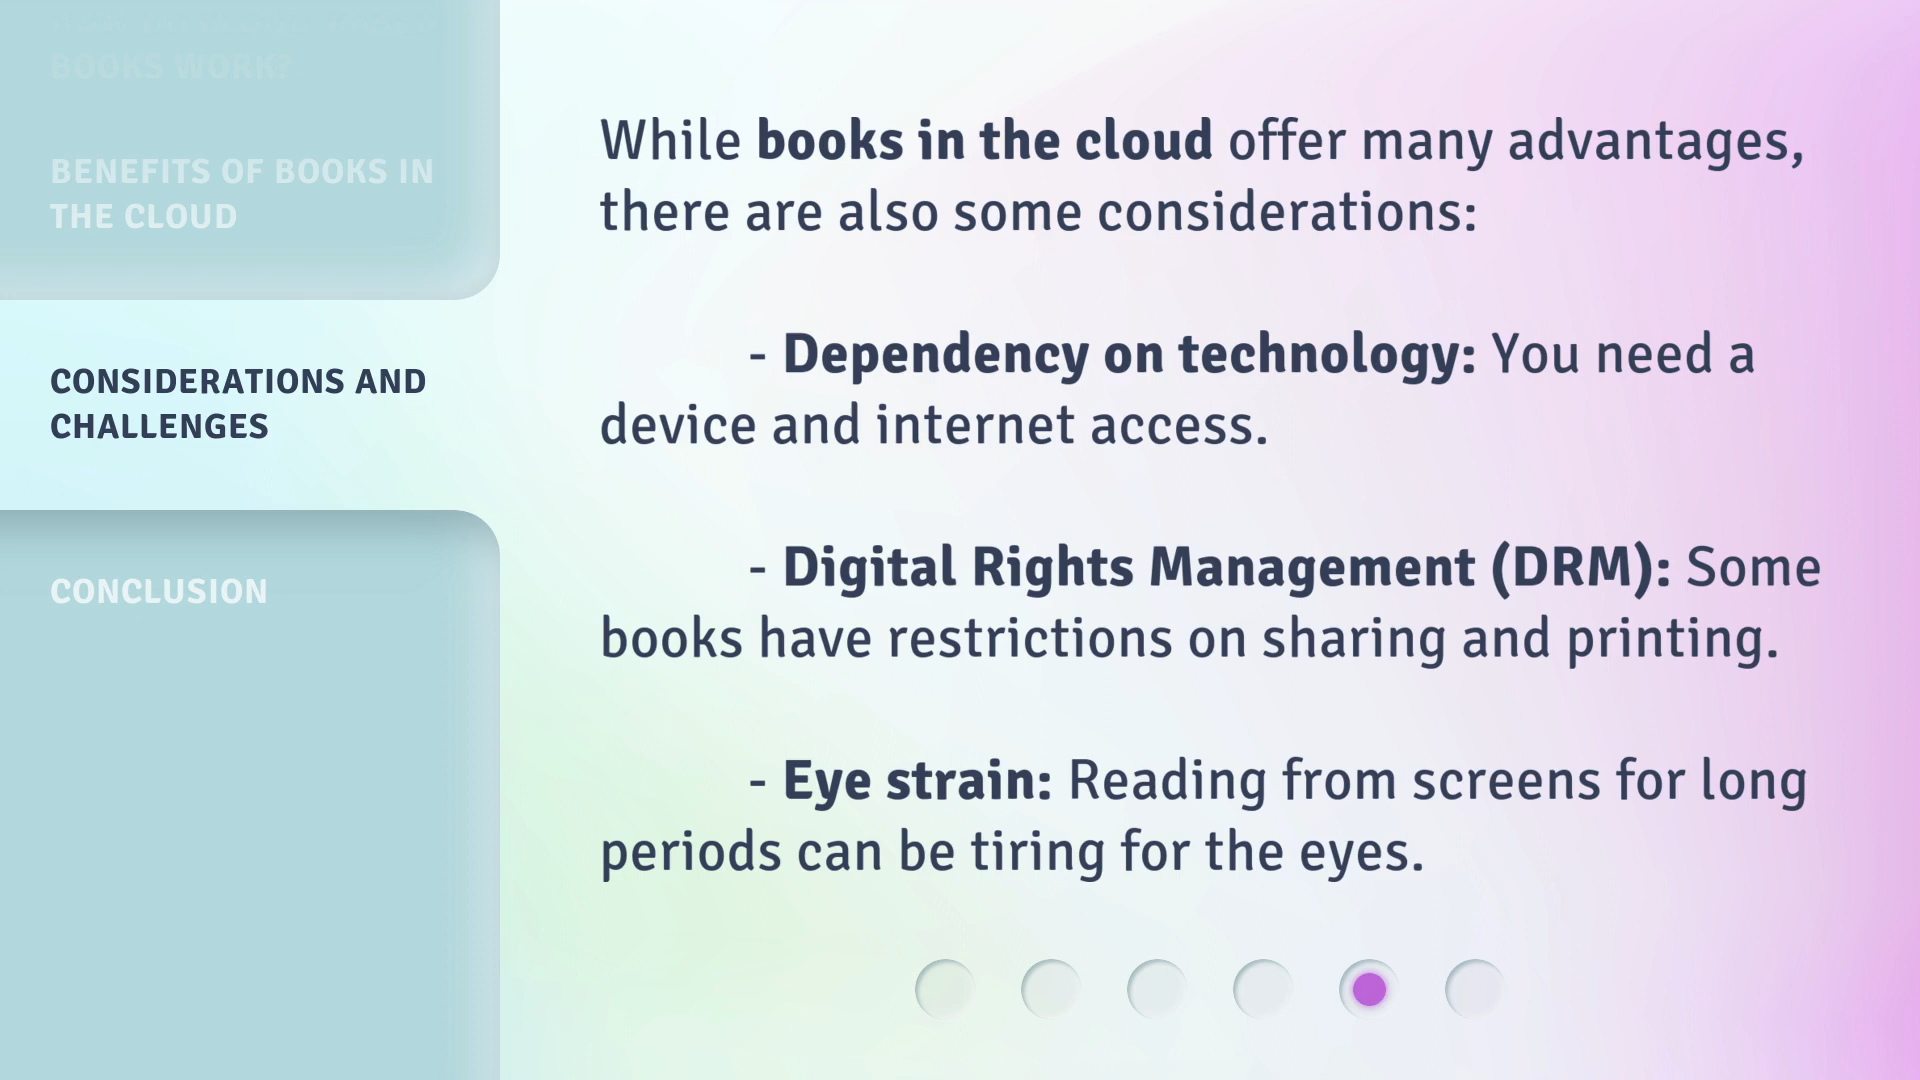 BOOKS WORK?
BENEFITS OF BOOKS IN
THE CLOUD
CONSIDERATIONS AND
CHALLENGES
CONCLUSION
While books in the cloud offer many advantages,
there are also some considerations:
- Dependency on technology: You need a
device and internet access.
- Digital Rights Management (DRM): Some
books have restrictions on sharing and printing.
- Eye strain: Reading from screens for long
periods can be tiring for the eyes.